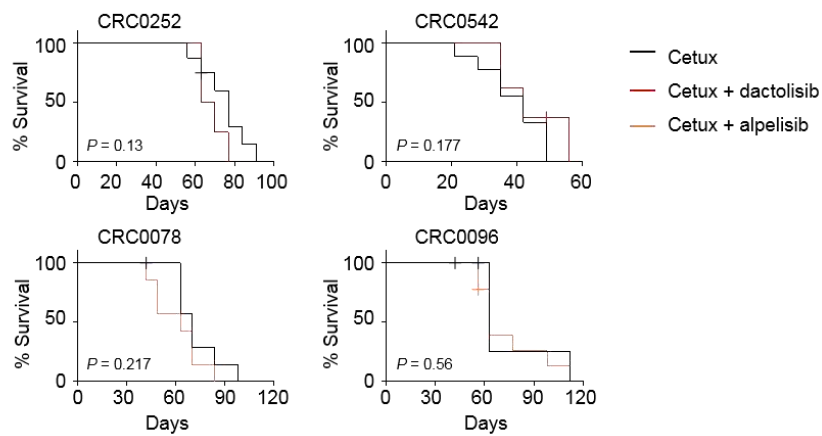 CRC0252
CRC0542
100
50
0
% Survival
P = 0.13
0 20 40 60 80 100
Days
100
50
0
% Survival
P = 0.177
0 20 40 60
Days
Cetux
Cetux + dactolisib
Cetux + alpelisib
CRC0078
CRC0096
100
50
0
% Survival
P = 0.217
0 30 60 90 120
Days
100
50
0
% Survival
P = 0.56
0 30 60 90 120
Days